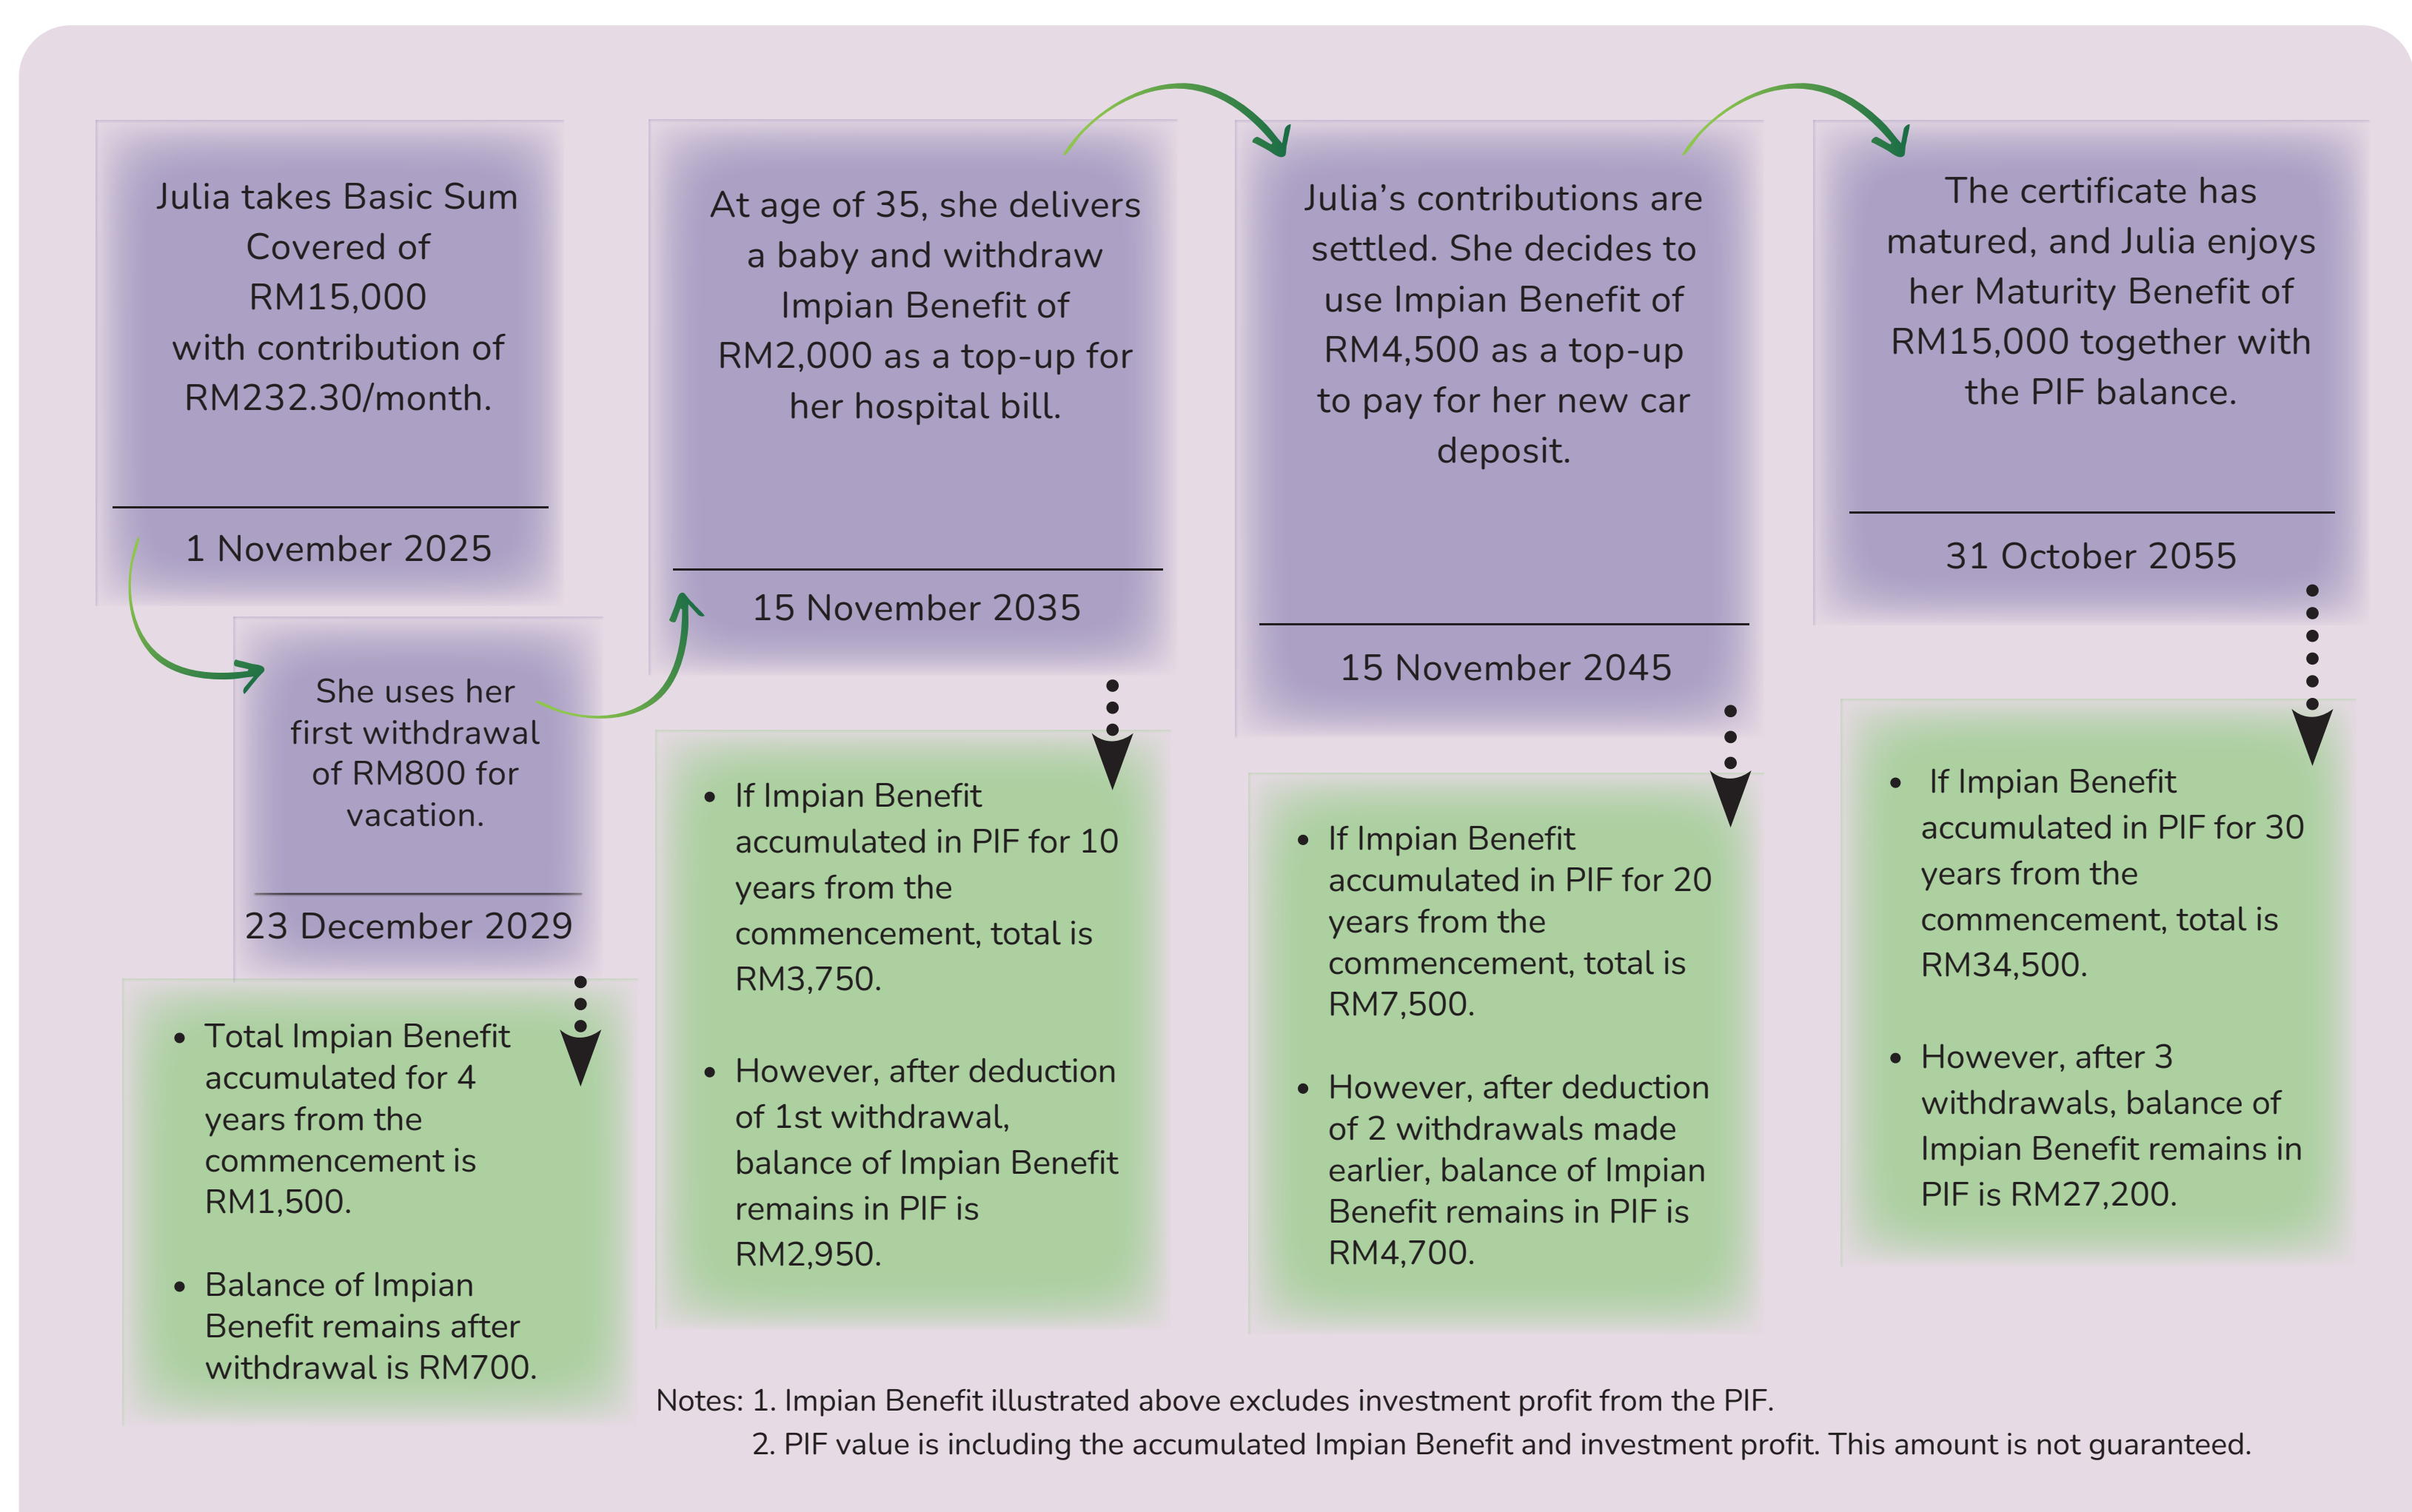 Julia takes Basic Sum
Covered of
RM15,000
with contribution of
RM232.30/month.
1 November 2025
She uses her
first withdrawal
of RM800 for
vacation.
23 December 2029
• Total Impian Benefit
accumulated for 4
years from the
commencement is
RM1,500.
• Balance of Impian
Benefit remains after
withdrawal is RM700.
At age of 35, she delivers
a baby and withdraw
Impian Benefit of
RM2,000 as a top-up for
her hospital bill.
15 November 2035
• If Impian Benefit
accumulated in PIF for 10
years from the
commencement, total is
RM3,750.
• However, after deduction
of 1st withdrawal,
balance of Impian Benefit
remains in PIF is
RM2,950.
Julia’s contributions are
settled. She decides to
use Impian Benefit of
RM4,500 as a top-up
to pay for her new car
deposit.
15 November 2045
• If Impian Benefit
accumulated in PIF for 20
years from the
commencement, total is
RM7,500.
• However, after deduction
of 2 withdrawals made
earlier, balance of Impian
Benefit remains in PIF is
RM4,700.
The certificate has
matured, and Julia enjoys
her Maturity Benefit of
RM15,000 together with
the PIF balance.
31 October 2055
• If Impian Benefit
accumulated in PIF for 30
years from the
commencement, total is
RM34,500.
• However, after 3
withdrawals, balance of
Impian Benefit remains in
PIF is RM27,200.
Notes: 1. Impian Benefit illustrated above excludes investment profit from the PIF.
2. PIF value is including the accumulated Impian Benefit and investment profit. This amount is not guaranteed.